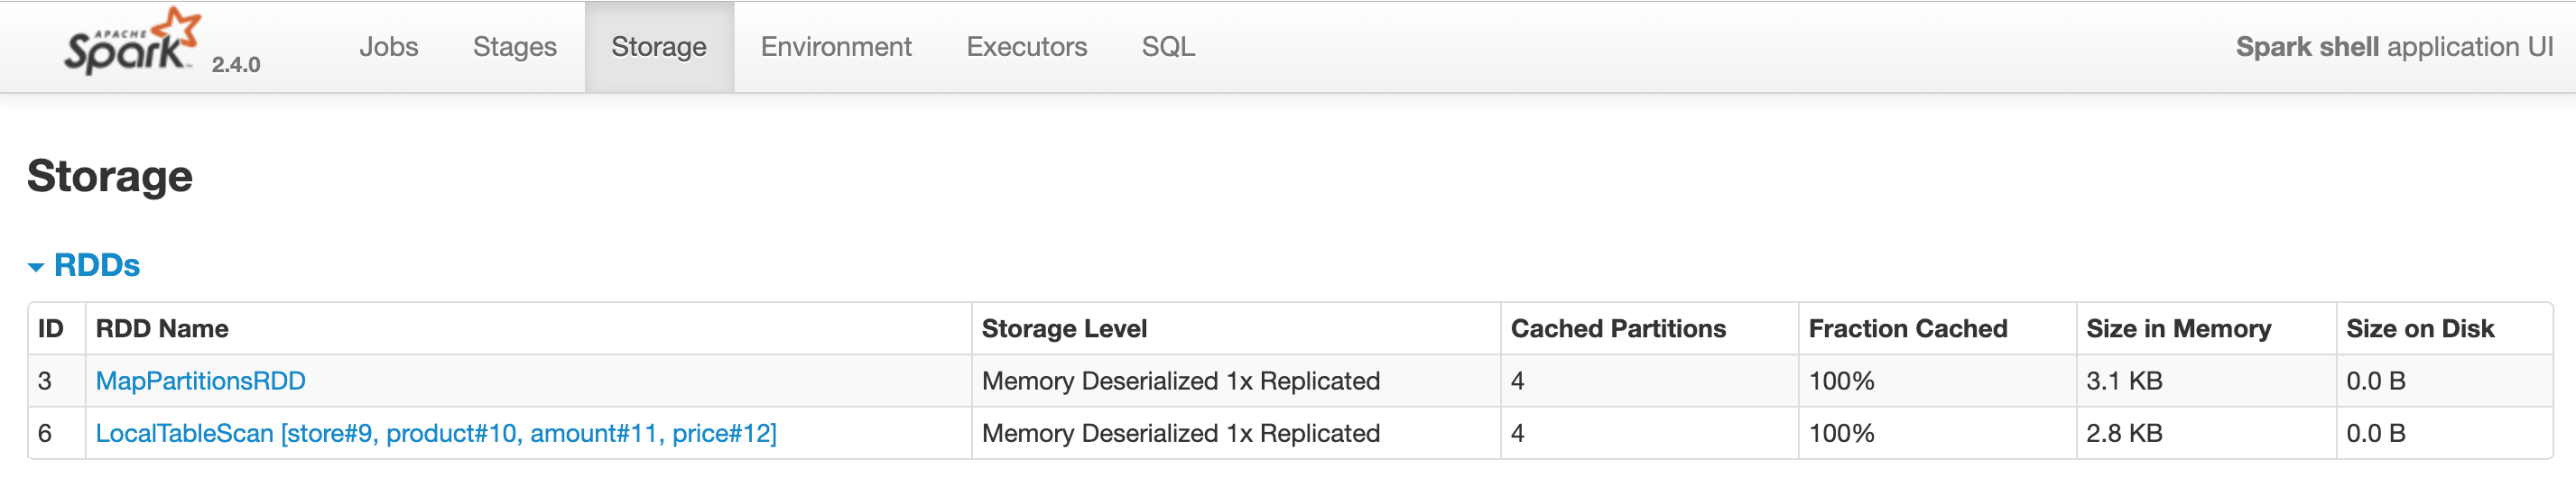 APACHE Spark 2.4.0 Jobs Stages Storage Environment Executors SQL Spark shell application UI
Storage
RDDs
ID RDD Name Storage Level Cached Partitions Fraction Cached Size in Memory Size on Disk
3 MapPartitionsRDD Memory Deserialized 1x Replicated 4 100% 3.1 KB 0.0 B
6 LocalTableScan [store#9, product#10, amount#11, price#12] Memory Deserialized 1x Replicated 4 100% 2.8 KB 0.0 B